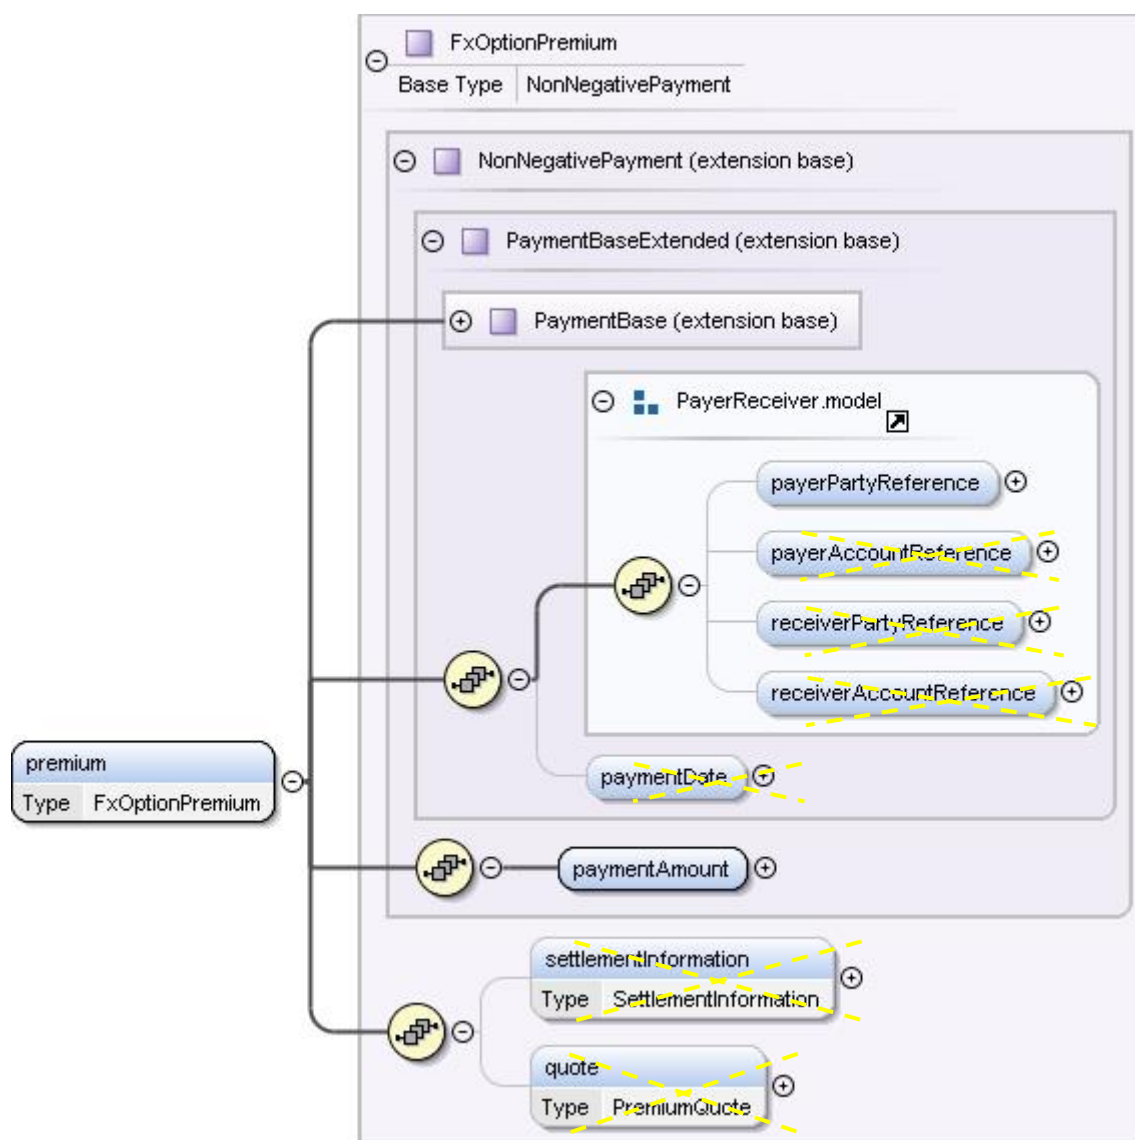 FxOptionPremium
Base Type NonNegativePayment
NonNegativePayment (extension base)
PaymentBaseExtended (extension base)
PaymentBase (extension base)
PayerReceiver.model
payerPartyReference
payerAccountReference
receiverPartyReference
receiverAccountReference
premium
Type FxOptionPremium
paymentDate
paymentAmount
settlementInformation
Type SettlementInformation
quote
Type PremiumQuote